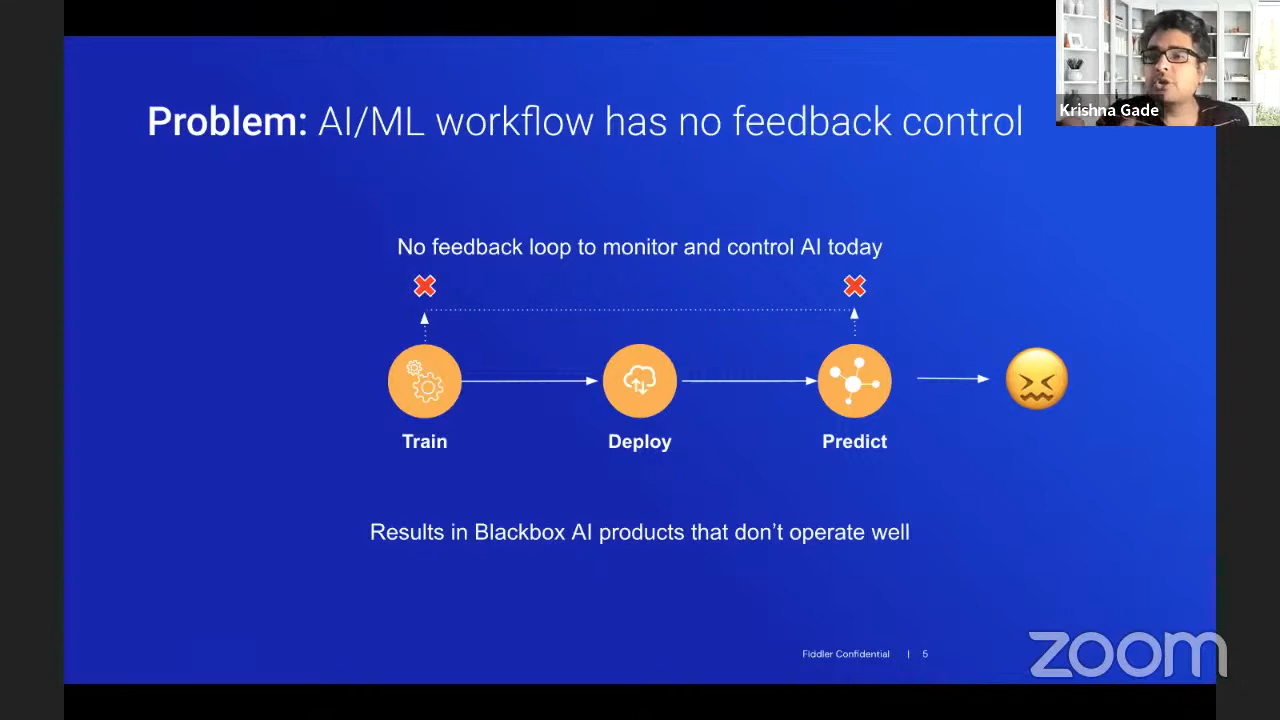 Krishna Gade
Problem: AI/ML workflow has no feedback control
No feedback loop to monitor and control AI today
Train
Deploy
Predict
Results in Blackbox AI products that don’t operate well
Fiddler Confidential | 5
zoom